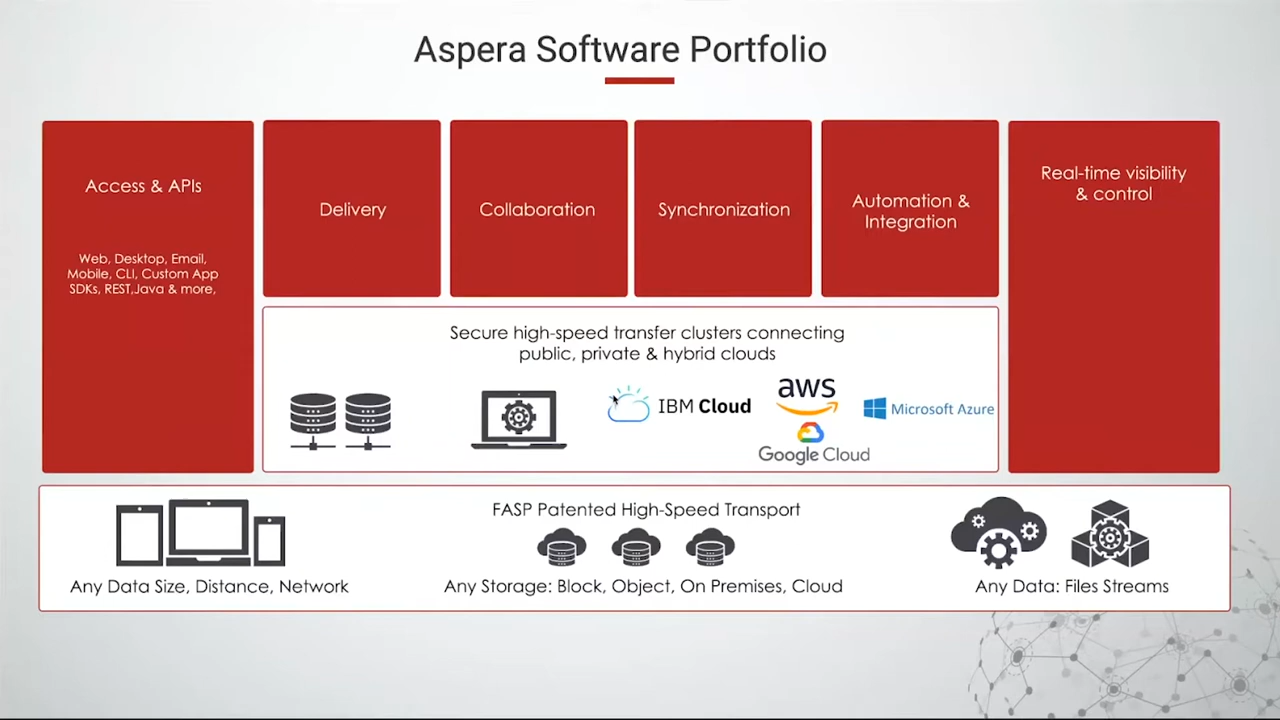 Aspera Software Portfolio
Access & APIs
Web, Desktop, Email,
Mobile, CLI, Custom App
SDKs, REST,Java & more,
Delivery
Collaboration
Synchronization
Automation &
Integration
Real-time visibility
& control
Secure high-speed transfer clusters connecting
public, private & hybrid clouds
IBM Cloud
aws
Google Cloud
Microsoft Azure
FASP Patented High-Speed Transport
Any Data Size, Distance, Network
Any Storage: Block, Object, On Premises, Cloud
Any Data: Files Streams